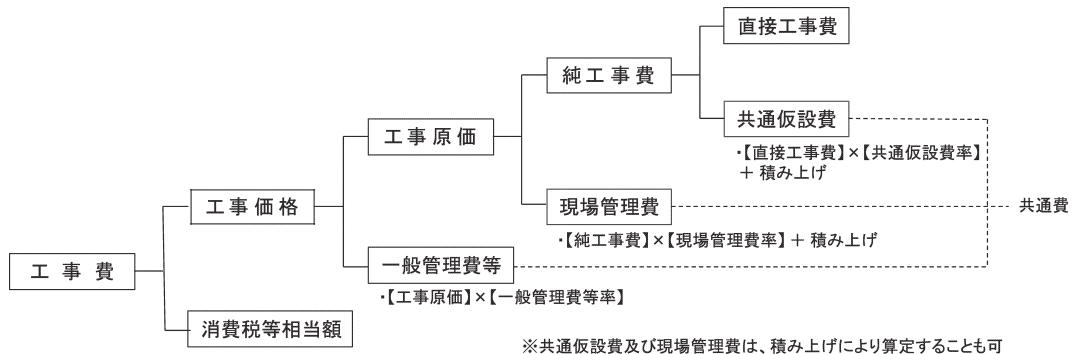 直接工事費
純工事費
共通仮設費
工事原価
・【直接工事費】×【共通仮設費率】
＋ 積み上げ
工事価格
現場管理費
共通費
・【純工事費】×【現場管理費率】＋ 積み上げ
工事費
一般管理費等
・【工事原価】×【一般管理費等率】
消費税等相当額
※共通仮設費及び現場管理費は、積み上げにより算定することも可